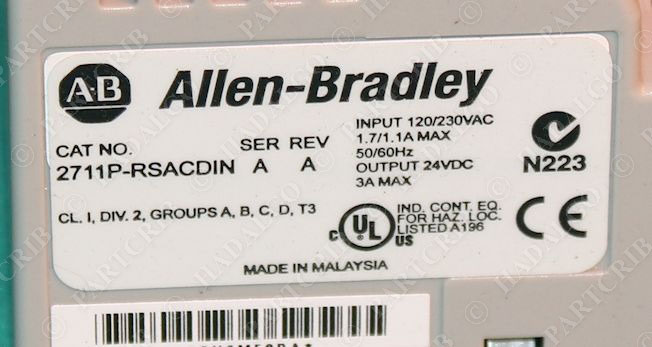 A-B Allen-Bradley
CAT NO. SER REV
2711P-RSACDIN A A
INPUT 120/230VAC
1.7/1.1A MAX
50/60Hz
OUTPUT 24VDC
3A MAX
N223
CL. I, DIV. 2, GROUPS A, B, C, D, T3
c UL US
IND. CONT. EQ.
FOR HAZ. LOC.
LISTED A196
CE
MADE IN MALAYSIA